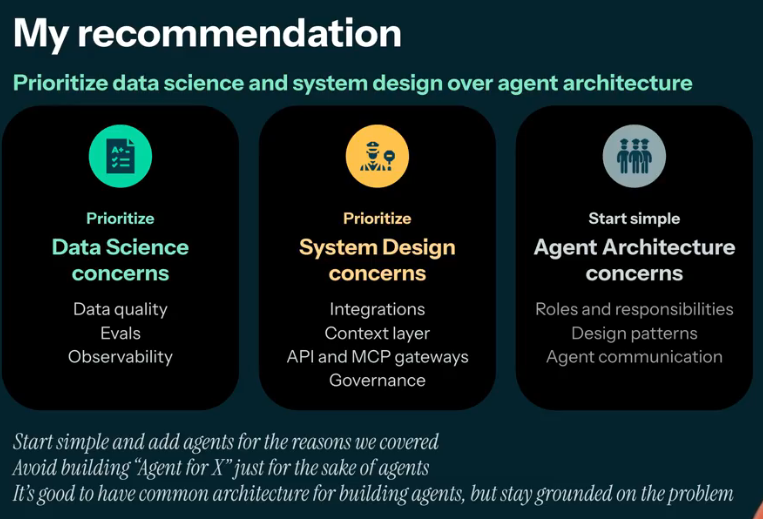 My recommendation
Prioritize data science and system design over agent architecture
A+
Prioritize
Data Science
concerns
Data quality
Evals
Observability
Prioritize
System Design
concerns
Integrations
Context layer
API and MCP gateways
Governance
Start simple
Agent Architecture
concerns
Roles and responsibilities
Design patterns
Agent communication
Start simple and add agents for the reasons we covered
Avoid building “Agent for X” just for the sake of agents
It’s good to have common architecture for building agents, but stay grounded on the problem